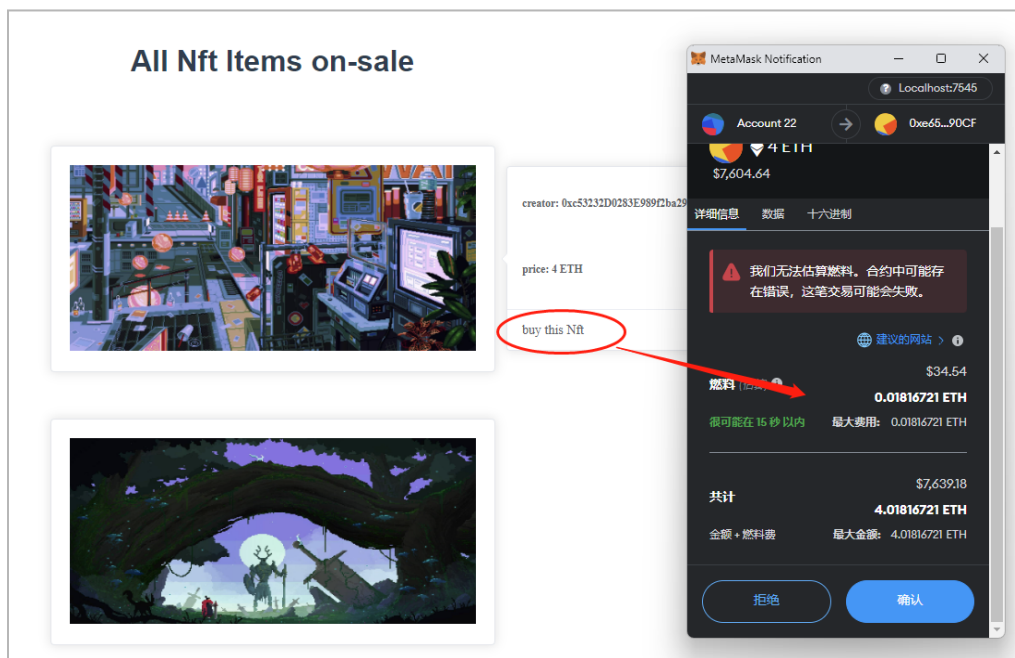 All Nft Items on-sale
creator: 0xc53232D0283E989f2ba29
price: 4 ETH
buy this Nft
MetaMask Notification
Localhost:7545
Account 22
0xe65...90CF
4 ETH
$7,604.64
详细信息 数据 十六进制
我们无法估算燃料。合约中可能存
在错误，这笔交易可能会失败。
建议的网站
$34.54
燃料
0.01816721 ETH
很可能在 15 秒以内 最大费用: 0.01816721 ETH
$7,639.18
共计
4.01816721 ETH
金额 + 燃料费 最大金额: 4.01816721 ETH
拒绝 确认